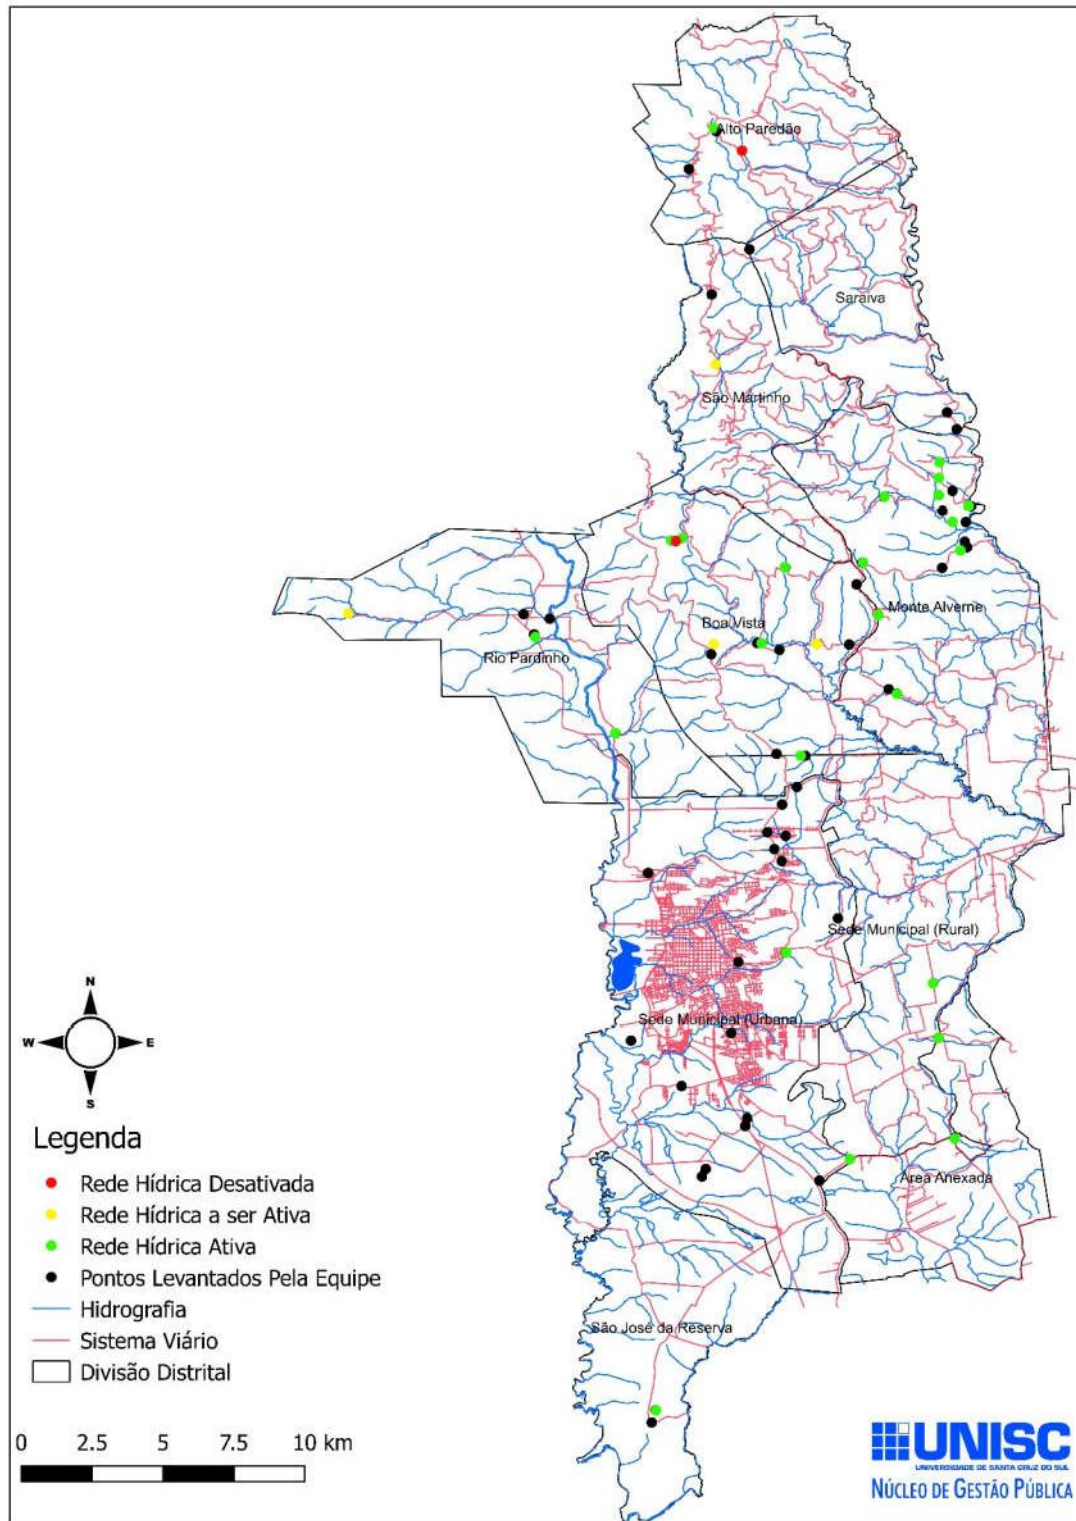 Alto Paredão
Saraiva
São Martinho
Monte Alverne
Boa Vista
Rio Pardinho
Sede Municipal (Rural)
Sede Municipal (Urbana)
Área Anexada
São José da Reserva
N
W
E
S
Legenda
Rede Hídrica Desativada
Rede Hídrica a ser Ativa
Rede Hídrica Ativa
Pontos Levantados Pela Equipe
Hidrografia
Sistema Viário
Divisão Distrital
0 2.5 5 7.5 10 km
UNISC
UNIVERSIDADE DE SANTA CRUZ DO SUL
NÚCLEO DE GESTÃO PÚBLICA